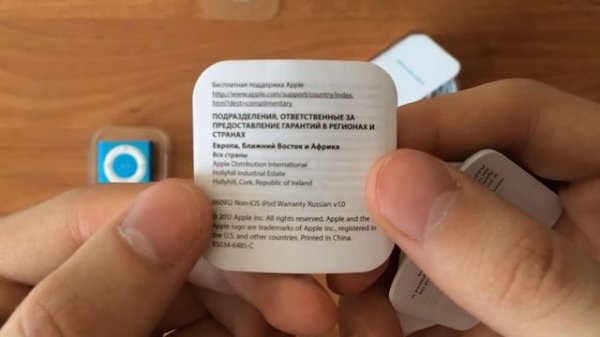 Бесплатная поддержка Apple
http://www.apple.com/support/country/index.
html?dest=complimentary
ПОДРАЗДЕЛЕНИЯ, ОТВЕТСТВЕННЫЕ ЗА
ПРЕДОСТАВЛЕНИЕ ГАРАНТИЙ В РЕГИОНАХ И
СТРАНАХ
Европа, Ближний Восток и Африка
Все страны
Apple Distribution International
Hollyhill Industrial Estate
Hollyhill, Cork, Republic of Ireland
060912 Non-iOS iPod Warranty Russian v1.0
© 2012 Apple Inc. All rights reserved. Apple and the
Apple logo are trademarks of Apple Inc., registered in
the U.S. and other countries. Printed in China.
RS034-6485-C